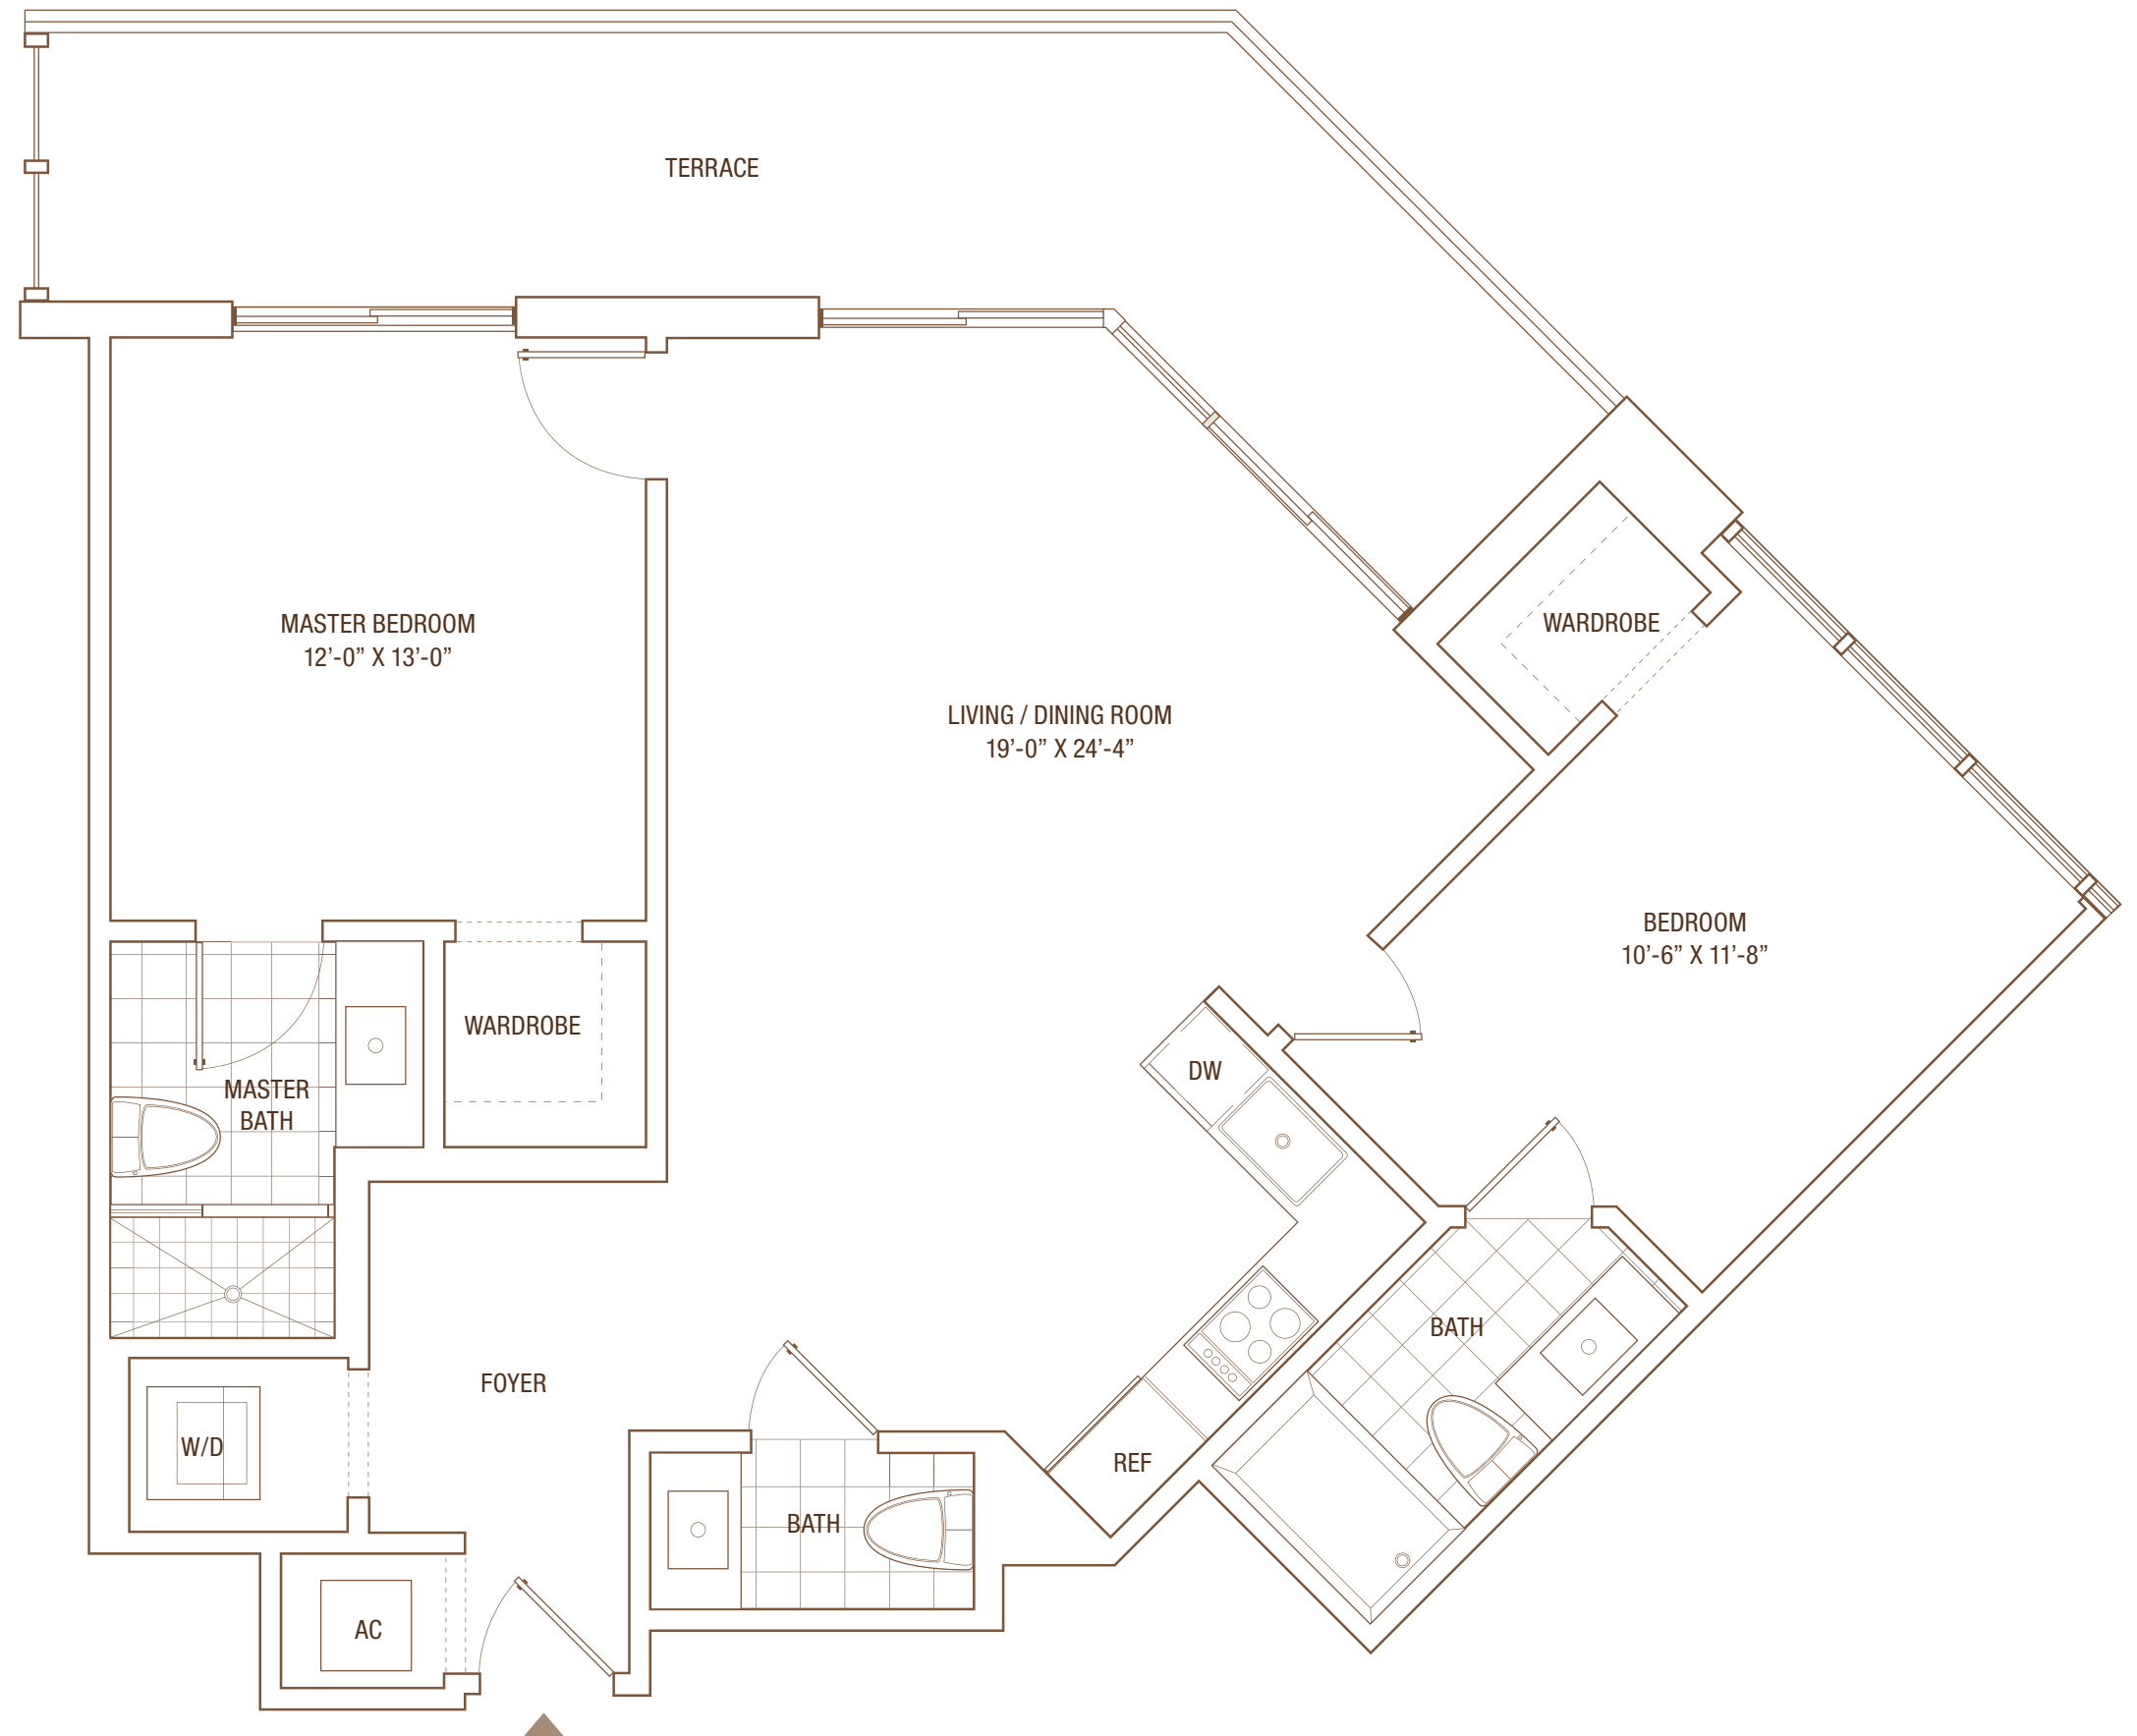 TERRACE
MASTER BEDROOM
12’-0” X 13’-0”
WARDROBE
LIVING / DINING ROOM
19’-0” X 24’-4”
BEDROOM
10’-6” X 11’-8”
WARDROBE
DW
MASTER
BATH
BATH
FOYER
W/D
REF
BATH
AC